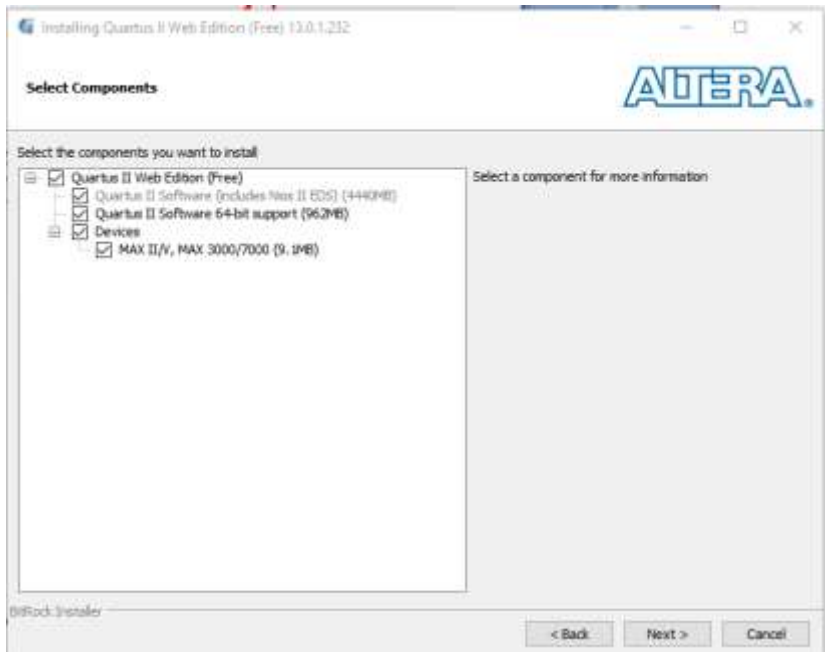 Installing Quartus II Web Edition (Free) 13.0.1.232
Select Components
ALTERA®
Select the components you want to install
Quartus II Web Edition (Free)
Quartus II Software (includes Nios II EDS) (4440MB)
Quartus II Software 64-bit support (962MB)
Devices
MAX II/V, MAX 3000/7000 (9.1MB)
Select a component for more information
BitRock Installer
< Back
Next >
Cancel